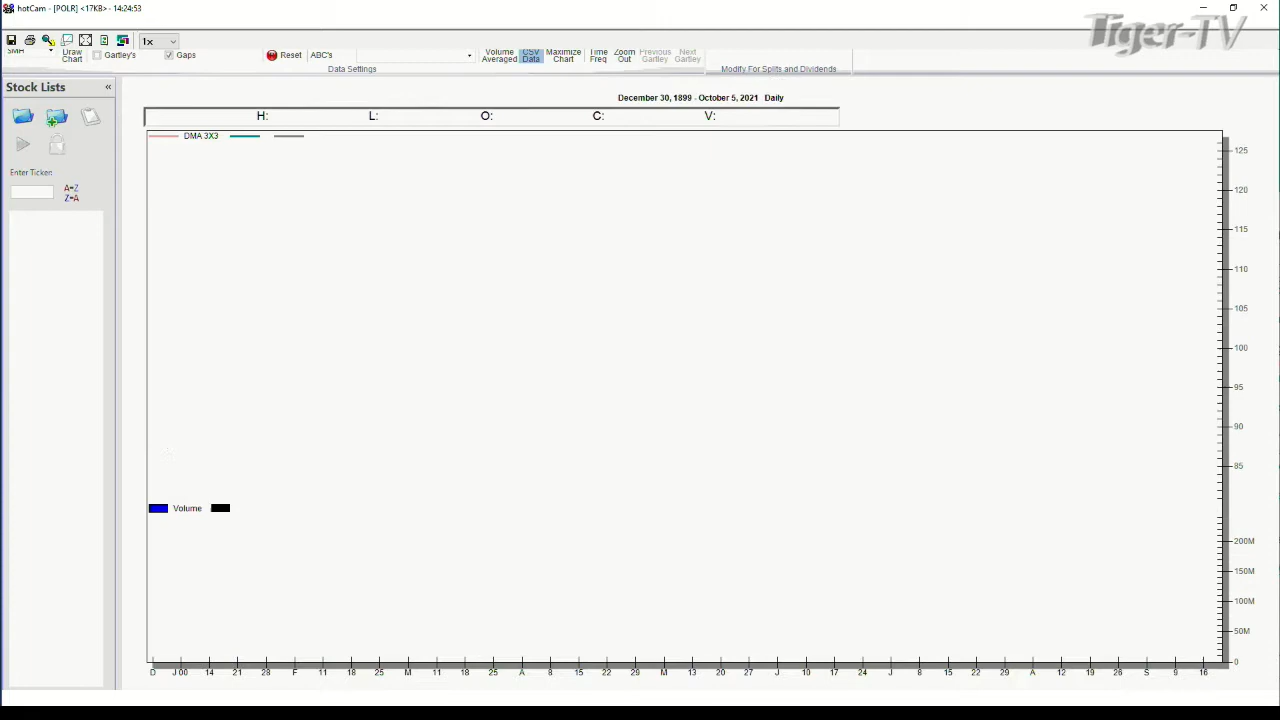 hotCam - [POLR] <17KB> - 14:24:53
Tiger-TV
1x
SMH Draw Chart Gartley's Gaps Reset ABC's Volume Averaged CSV Data Maximize Chart Time Freq Zoom Out Previous Gartley Next Gartley
Data Settings Modify For Splits and Dividends
Stock Lists «
December 30, 1899 - October 5, 2021 Daily
H: L: O: C: V:
DMA 3X3
Enter Ticker:
A=Z
Z=A
125
120
115
110
105
100
95
90
85
Volume
200M
150M
100M
50M
0
D J 00 14 21 28 F 11 18 25 M 11 18 25 A 8 15 22 29 M 13 20 27 J 10 17 24 J 8 15 22 29 A 12 19 26 S 9 16